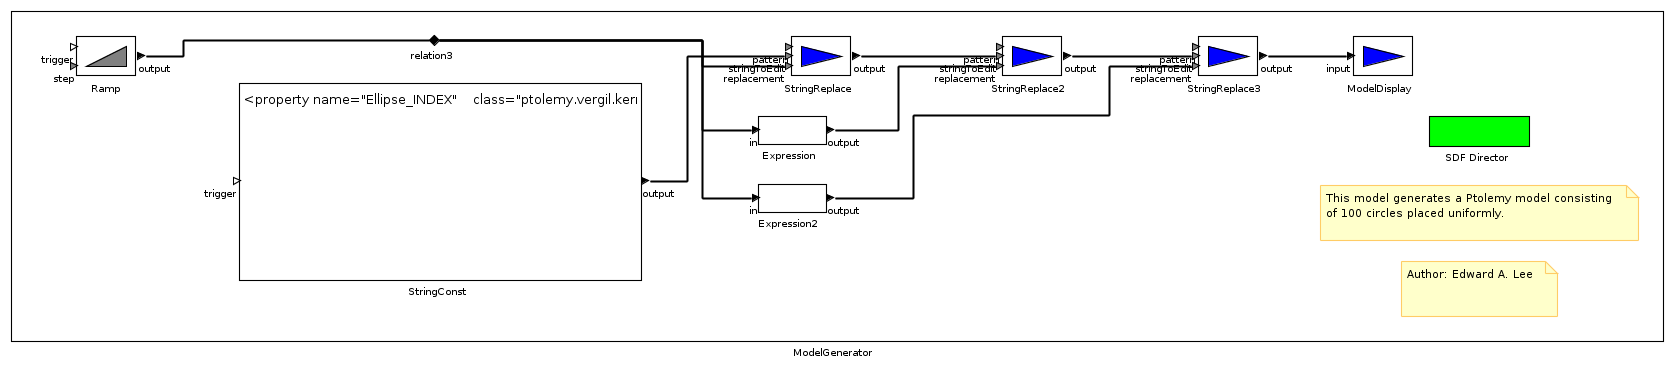 relation3
trigger
step
output
Ramp
<property name="Ellipse_INDEX" class="ptolemy.vergil.ker
trigger
output
StringConst
pattern
stringToEdit
replacement
output
StringReplace
pattern
stringToEdit
replacement
output
StringReplace2
pattern
stringToEdit
replacement
output
StringReplace3
input
ModelDisplay
in
output
Expression
in
output
Expression2
SDF Director
This model generates a Ptolemy model consisting
of 100 circles placed uniformly.
Author: Edward A. Lee
ModelGenerator